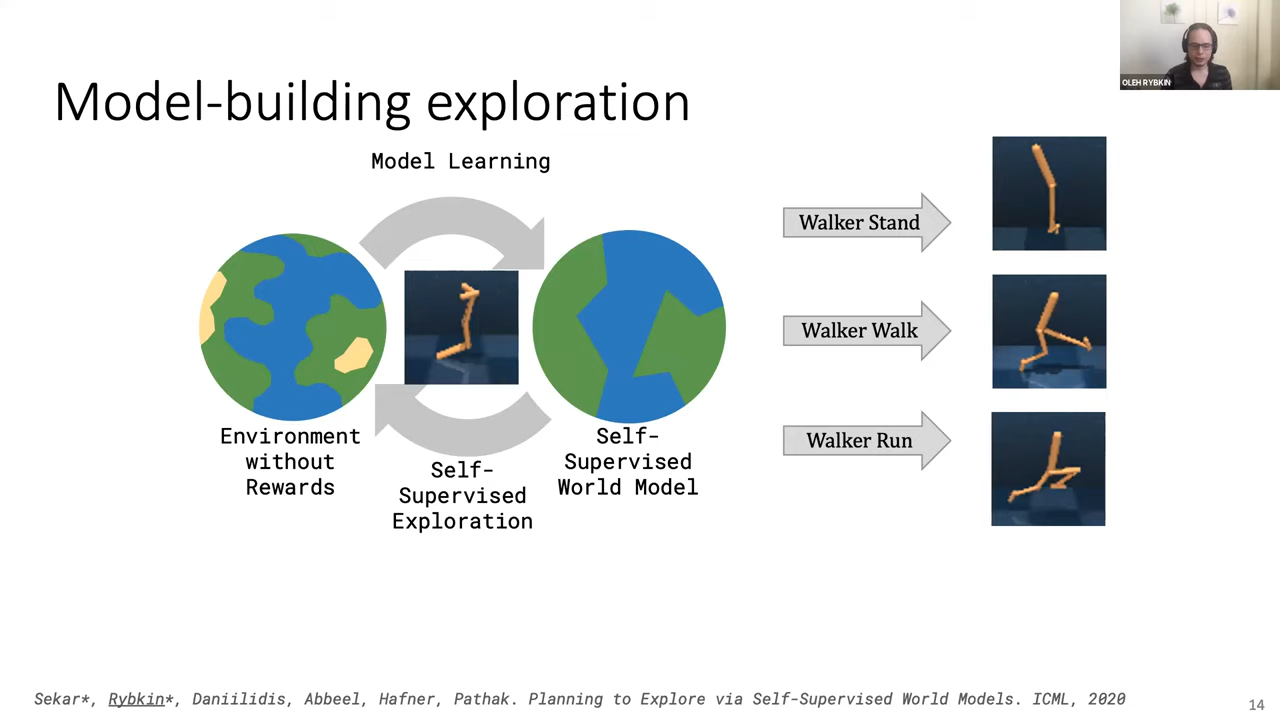 OLEH RYBKIN
Model-building exploration
Model Learning
Walker Stand
Walker Walk
Walker Run
Environment
without
Rewards
Self-
Supervised
Exploration
Self-
Supervised
World Model
Sekar*, Rybkin*, Daniilidis, Abbeel, Hafner, Pathak. Planning to Explore via Self-Supervised World Models. ICML, 2020
14